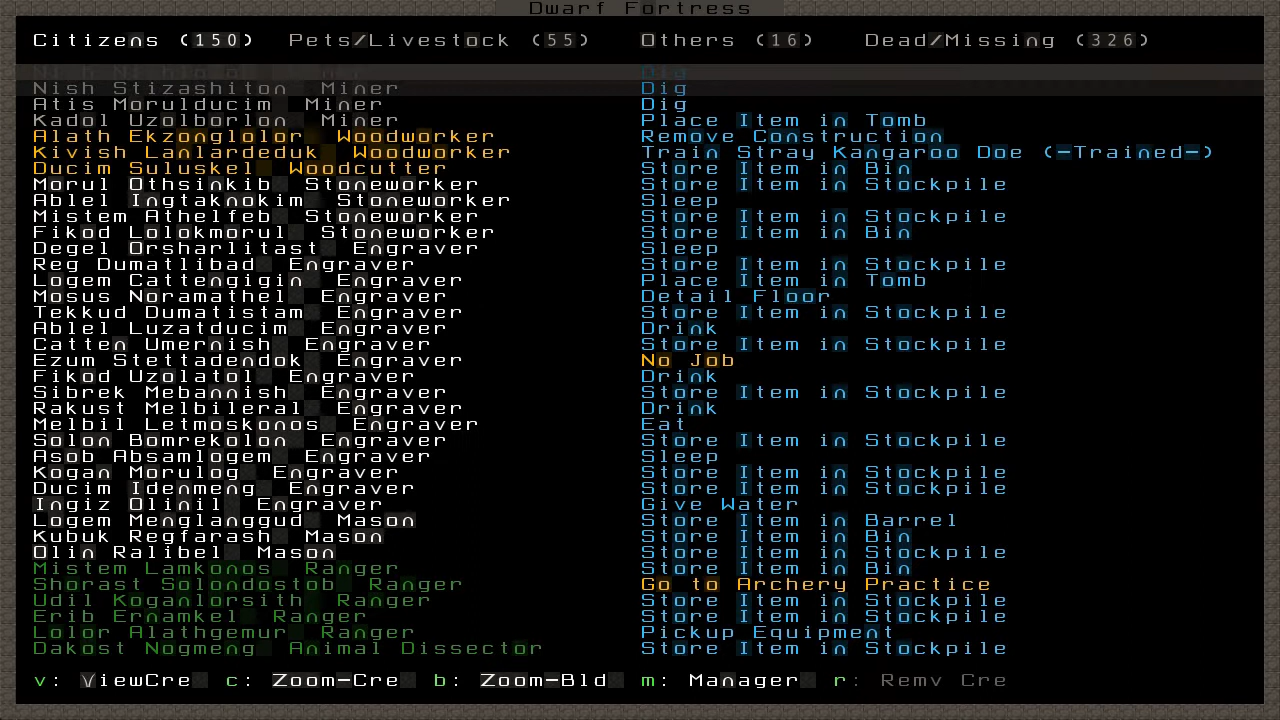 Dwarf Fortress
Citizens (150) Pets/Livestock (55) Others (16) Dead/Missing (326)
Dig
Nish Stizashiton Miner Dig
Atis Morulducim Miner Dig
Kadol Uzolborlon Miner Place Item in Tomb
Alath Ekzonglolor Woodworker Remove Construction
Kivish Lanlardeduk Woodworker Train Stray Kangaroo Doe (-Trained-)
Ducim Suluskel Woodcutter Store Item in Bin
Morul Othsinkib Stoneworker Store Item in Stockpile
Ablel Ingtaknokim Stoneworker Sleep
Mistem Athelfeb Stoneworker Store Item in Stockpile
Fikod Lolokmorul Stoneworker Store Item in Bin
Degel Orsharlitast Engraver Sleep
Reg Dumatlibad Engraver Store Item in Stockpile
Logem Cattengigin Engraver Place Item in Tomb
Mosus Noramathel Engraver Detail Floor
Tekkud Dumatistam Engraver Store Item in Stockpile
Ablel Luzatducim Engraver Drink
Catten Umernish Engraver Store Item in Stockpile
Ezum Stettadendok Engraver No Job
Fikod Uzolatol Engraver Drink
Sibrek Mebannish Engraver Store Item in Stockpile
Rakust Melbileral Engraver Drink
Melbil Letmoskonos Engraver Eat
Solon Bomrekolon Engraver Store Item in Stockpile
Asob Absamlogem Engraver Sleep
Kogan Morulog Engraver Store Item in Stockpile
Ducim Idenmeng Engraver Store Item in Stockpile
Ingiz Olinil Engraver Give Water
Logem Menglanggud Mason Store Item in Barrel
Kubuk Regfarash Mason Store Item in Bin
Olin Ralibel Mason Store Item in Stockpile
Mistem Lamkonos Ranger Store Item in Bin
Shorast Solondostob Ranger Go to Archery Practice
Udil Koganlorsith Ranger Store Item in Stockpile
Erib Ernamkel Ranger Store Item in Stockpile
Lolor Alathgemur Ranger Pickup Equipment
Dakost Nogmeng Animal Dissector Store Item in Stockpile
v: ViewCre c: Zoom-Cre b: Zoom-Bld m: Manager r: Remv Cre